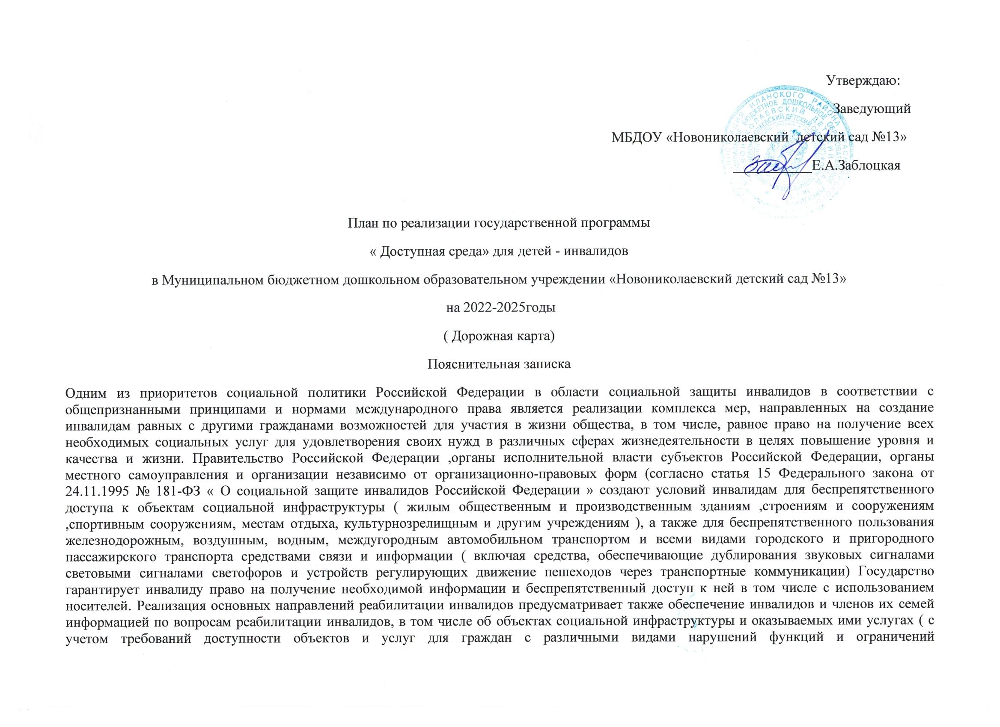 Утверждаю:
Заведующий
МБДОУ «Новониколаевский детский сад №13»
Е.А.Заблоцкая
План по реализации государственной программы
« Доступная среда» для детей - инвалидов
в Муниципальном бюджетном дошкольном образовательном учреждении «Новониколаевский детский сад №13»
на 2022-2025годы
( Дорожная карта)
Пояснительная записка
Одним из приоритетов социальной политики Российской Федерации в области социальной защиты инвалидов в соответствии с
общепризнанными принципами и нормами международного права является реализации комплекса мер, направленных на создание
инвалидам равных с другими гражданами возможностей для участия в жизни общества, в том числе, равное право на получение всех
необходимых социальных услуг для удовлетворения своих нужд в различных сферах жизнедеятельности в целях повышение уровня и
качества и жизни. Правительство Российской Федерации ,органы исполнительной власти субъектов Российской Федерации, органы
местного самоуправления и организации независимо от организационно-правовых форм (согласно статья 15 Федерального закона от
24.11.1995 № 181-ФЗ « О социальной защите инвалидов Российской Федерации » создают условий инвалидам для беспрепятственного
доступа к объектам социальной инфраструктуры ( жилым общественным и производственным зданиям ,строениям и сооружениям
,спортивным сооружениям, местам отдыха, культурнозрелищным и другим учреждениям ), а также для беспрепятственного пользования
железнодорожным, воздушным, водным, междугородным автомобильном транспортом и всеми видами городского и пригородного
пассажирского транспорта средствами связи и информации ( включая средства, обеспечивающие дублирования звуковых сигналами
световыми сигналами светофоров и устройств регулирующих движение пешеходов через транспортные коммуникации) Государство
гарантирует инвалиду право на получение необходимой информации и беспрепятственный доступ к ней в том числе с использованием
носителей. Реализация основных направлений реабилитации инвалидов предусматривает также обеспечение инвалидов и членов их семей
информацией по вопросам реабилитации инвалидов, в том числе об объектах социальной инфраструктуры и оказываемых ими услугах ( с
учетом требований доступности объектов и услуг для граждан с различными видами нарушений функций и ограничений